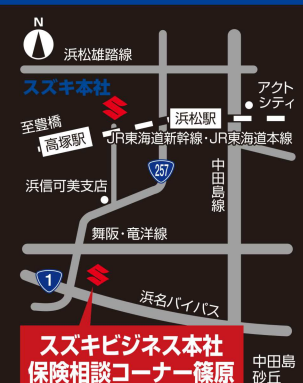 N
浜松雄踏線
スズキ本社
アクト
シティ
至豊橋
浜松駅
高塚駅
JR東海道新幹線・JR東海道本線
257
中田島線
浜信可美支店
舞阪・竜洋線
1
浜名バイパス
スズキビジネス本社
保険相談コーナー篠原
中田島
砂丘